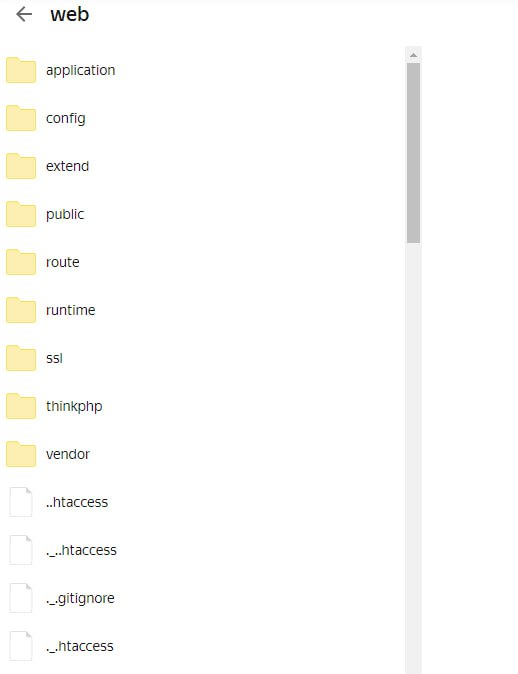 web
application
config
extend
public
route
runtime
ssl
thinkphp
vendor
..htaccess
._..htaccess
._.gitignore
._.htaccess